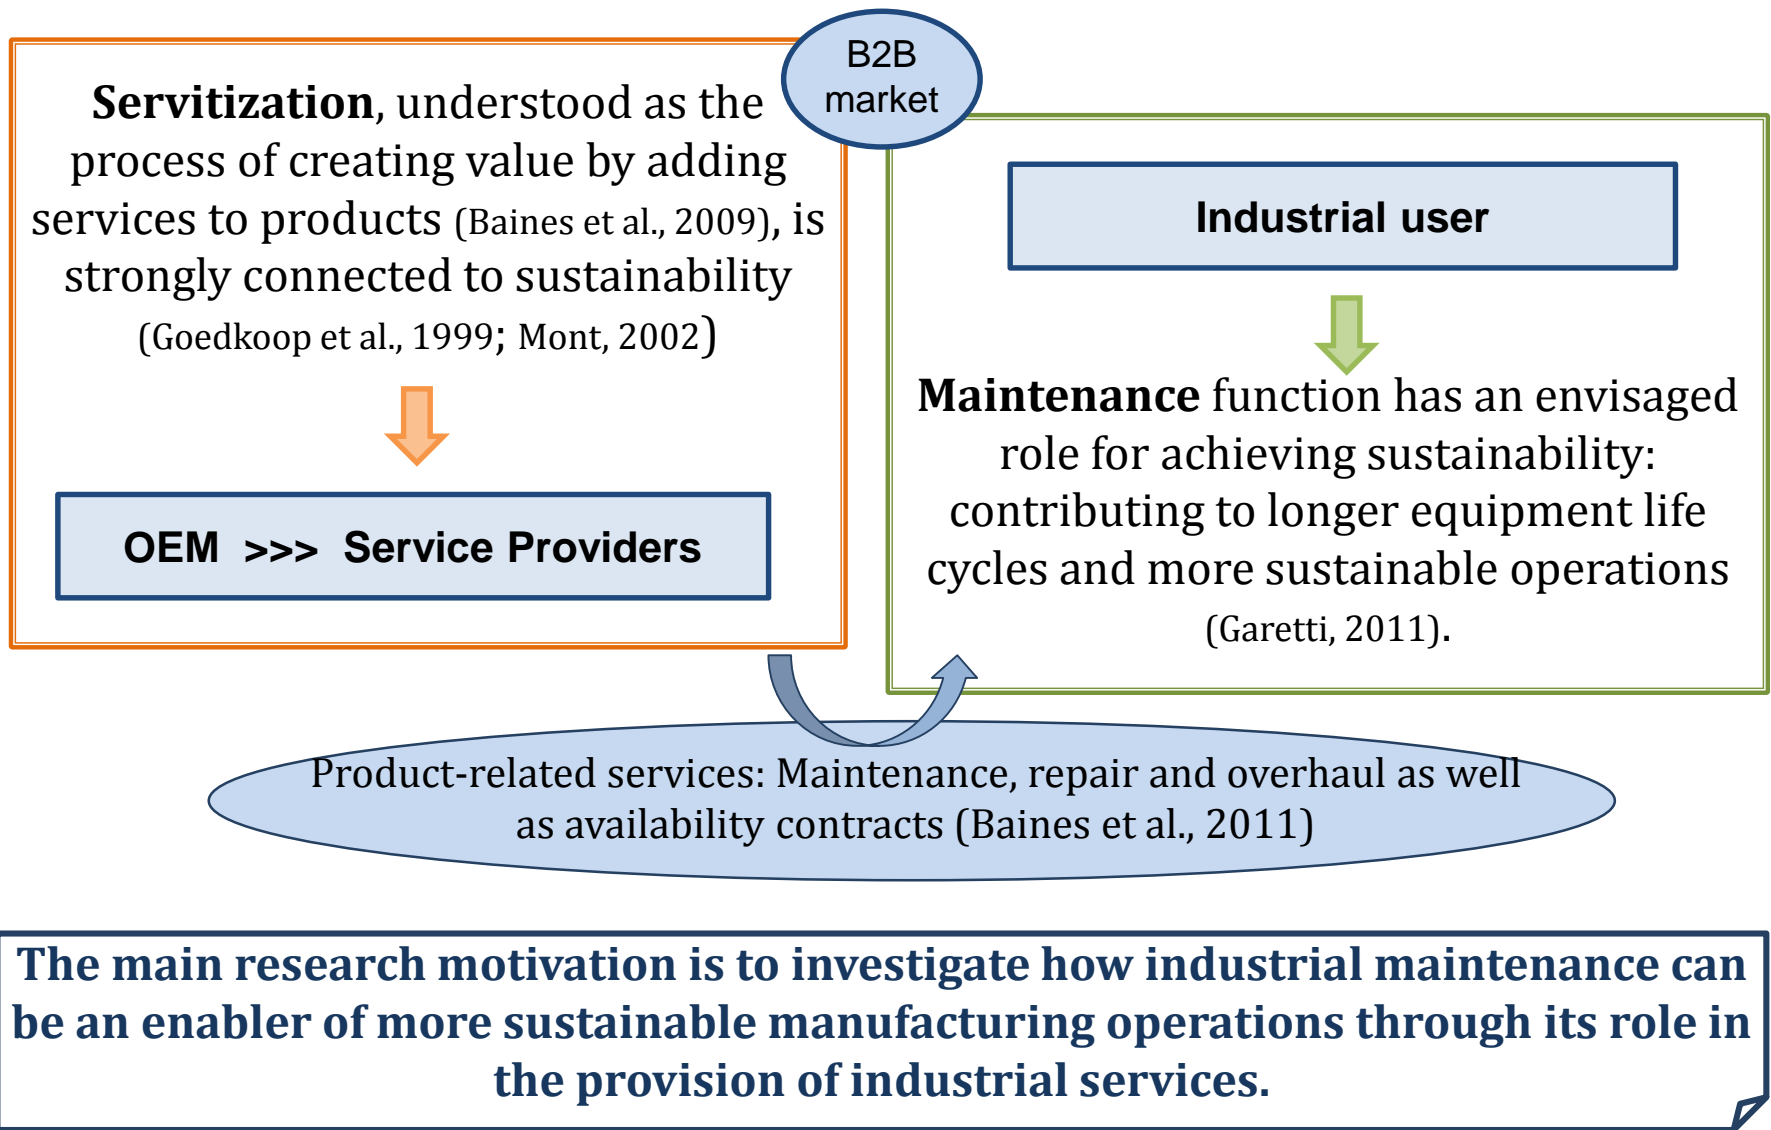 B2B
market
Servitization, understood as the
process of creating value by adding
services to products (Baines et al., 2009), is
strongly connected to sustainability
(Goedkoop et al., 1999; Mont, 2002)
OEM >>> Service Providers
Industrial user
Maintenance function has an envisaged
role for achieving sustainability:
contributing to longer equipment life
cycles and more sustainable operations
(Garetti, 2011).
Product-related services: Maintenance, repair and overhaul as well
as availability contracts (Baines et al., 2011)
The main research motivation is to investigate how industrial maintenance can
be an enabler of more sustainable manufacturing operations through its role in
the provision of industrial services.